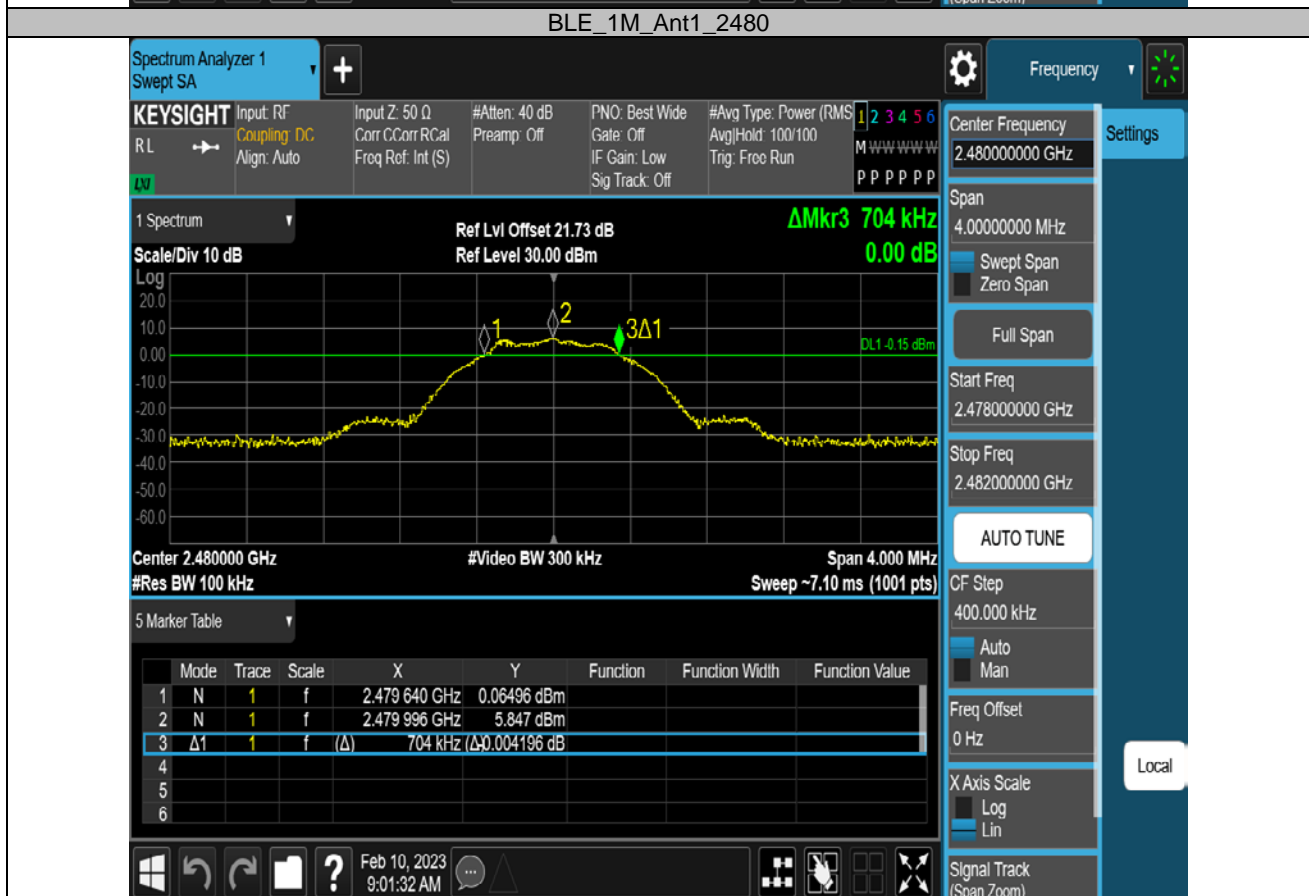 (Span Zoom)
BLE_1M_Ant1_2480
Spectrum Analyzer 1
Swept SA
+
Frequency
KEYSIGHT
RL
LXI
Input: RF
Coupling: DC
Align: Auto
Input Z: 50 Ω
Corr CCorr RCal
Freq Ref: Int (S)
#Atten: 40 dB
Preamp: Off
PNO: Best Wide
Gate: Off
IF Gain: Low
Sig Track: Off
#Avg Type: Power (RMS
Avg|Hold: 100/100
Trig: Free Run
1 2 3 4 5 6
M W W W W W
P P P P P P
1 Spectrum
Scale/Div 10 dB
Ref Lvl Offset 21.73 dB
Ref Level 30.00 dBm
ΔMkr3 704 kHz
0.00 dB
Log
20.0
10.0
0.00
-10.0
-20.0
-30.0
-40.0
-50.0
-60.0
1
2
3Δ1
DL1 -0.15 dBm
Center 2.480000 GHz
#Video BW 300 kHz
Span 4.000 MHz
#Res BW 100 kHz
Sweep ~7.10 ms (1001 pts)
5 Marker Table
Mode Trace Scale X Y Function Function Width Function Value
1 N 1 f 2.479 640 GHz 0.06496 dBm
2 N 1 f 2.479 996 GHz 5.847 dBm
3 Δ1 1 f (Δ) 704 kHz (Δ) -0.004196 dB
4
5
6
Feb 10, 2023
9:01:32 AM
?
Center Frequency
2.480000000 GHz
Settings
Span
4.00000000 MHz
Swept Span
Zero Span
Full Span
Start Freq
2.478000000 GHz
Stop Freq
2.482000000 GHz
AUTO TUNE
CF Step
400.000 kHz
Auto
Man
Freq Offset
0 Hz
X Axis Scale
Log
Lin
Local
Signal Track
(Span Zoom)